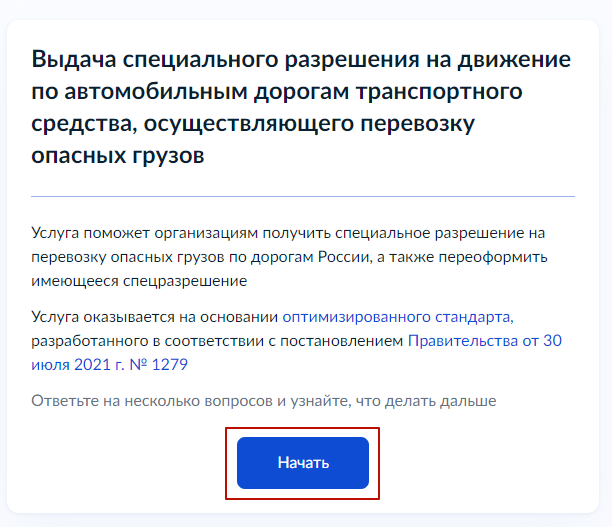 Выдача специального разрешения на движение
по автомобильным дорогам транспортного
средства, осуществляющего перевозку
опасных грузов
Услуга поможет организациям получить специальное разрешение на
перевозку опасных грузов по дорогам России, а также переоформить
имеющееся спецразрешение
Услуга оказывается на основании оптимизированного стандарта,
разработанного в соответствии с постановлением Правительства от 30
июля 2021 г. № 1279
Ответьте на несколько вопросов и узнайте, что делать дальше
Начать